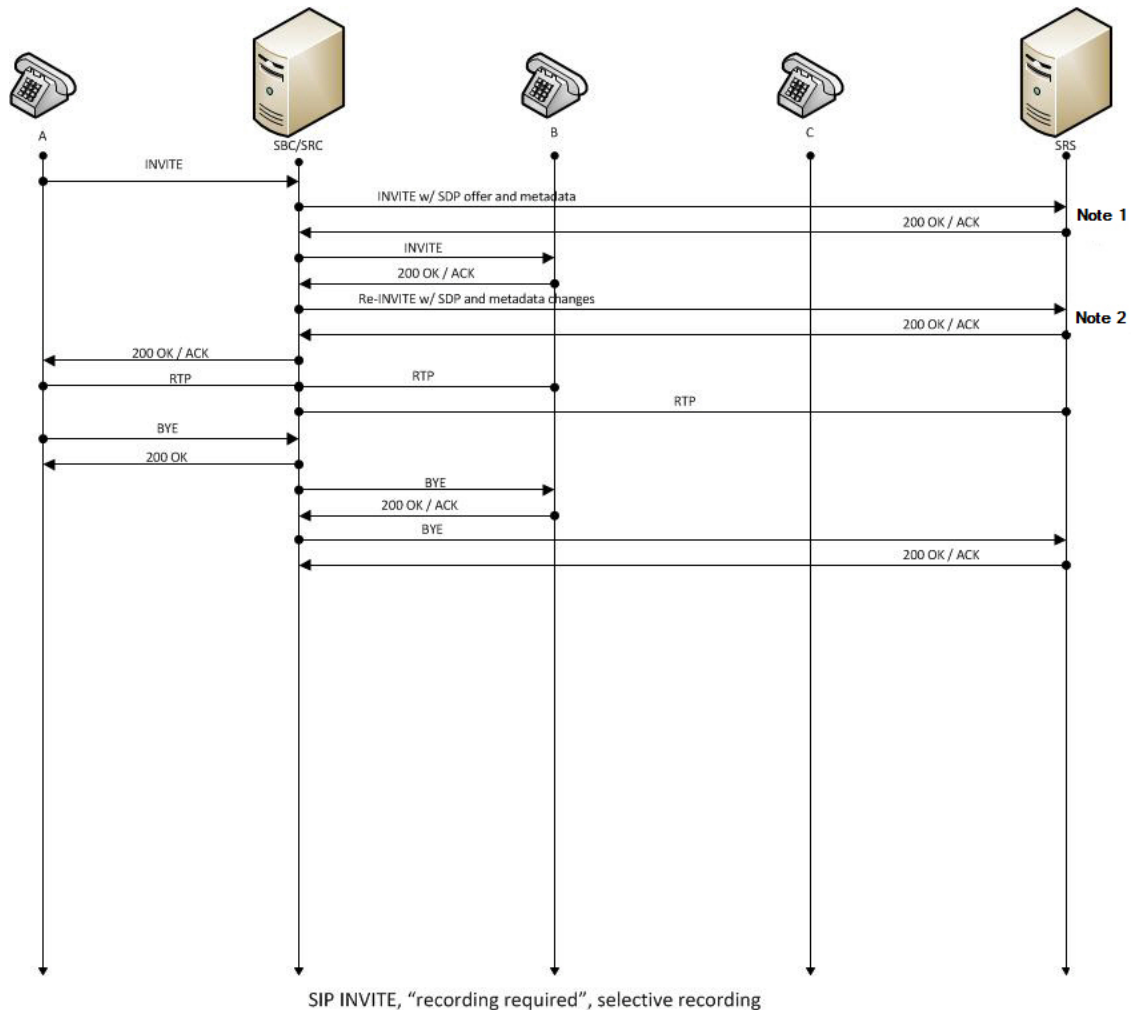 A
SBC/SRC
B
C
SRS
INVITE
INVITE w/ SDP offer and metadata
Note 1
200 OK / ACK
INVITE
200 OK / ACK
Re-INVITE w/ SDP and metadata changes
Note 2
200 OK / ACK
200 OK / ACK
RTP
RTP
RTP
BYE
200 OK
BYE
200 OK / ACK
BYE
200 OK / ACK
SIP INVITE, “recording required”, selective recording